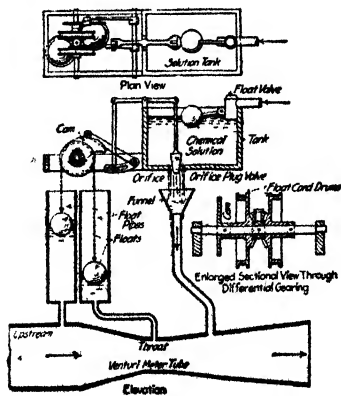 Solution Tank
Plan View
Float Valve
Cam
Chemical
Solution
Tank
Orifice
Orifice Plug Valve
Funnel
Float
Pipes
Floats
Cam
Float Cord Drums
Enlarged Sectional View Through
Differential Gearing
Upstream
Throat
Venturi Meter Tube
Elevation